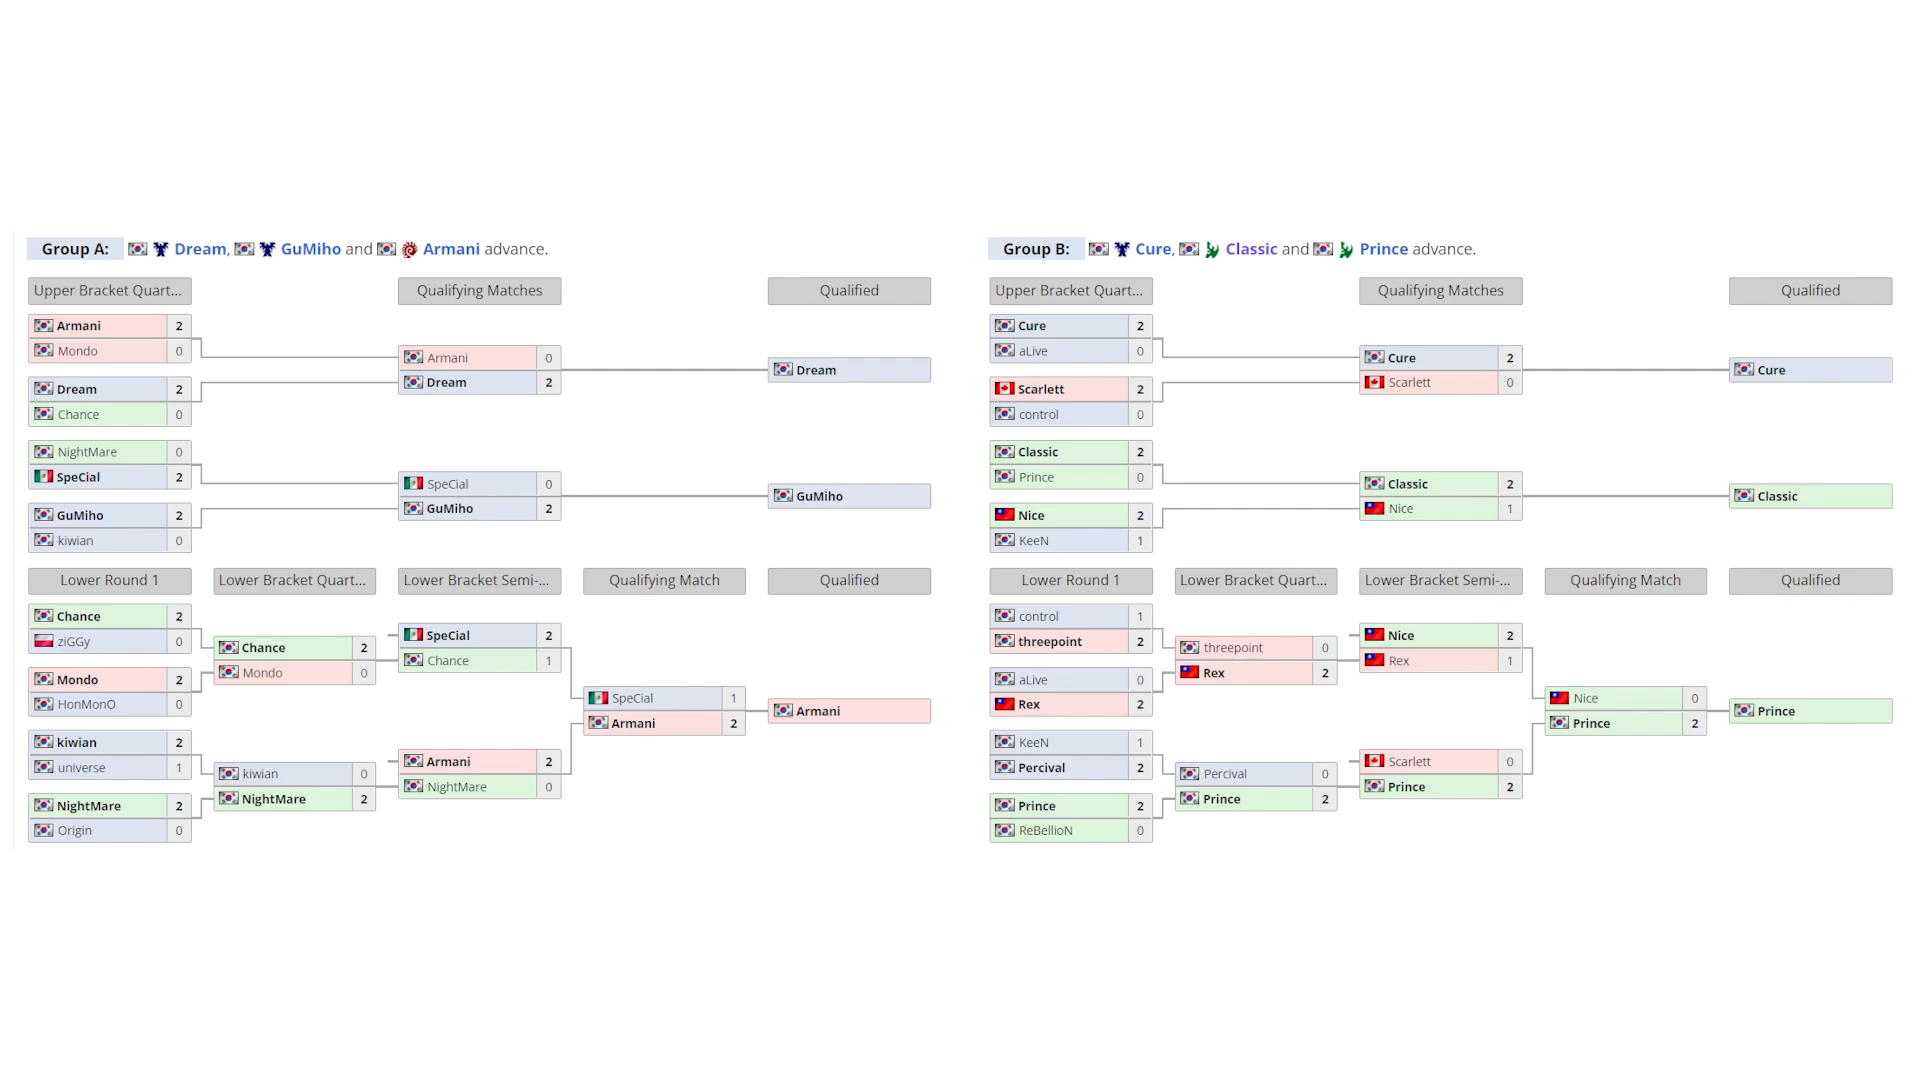 Group A: Dream, GuMiho and Armani advance.
Upper Bracket Quart... Qualifying Matches Qualified
Armani 2
Mondo 0
Dream 2
Chance 0
NightMare 0
SpeCial 2
GuMiho 2
kiwian 0
Armani 0
Dream 2
SpeCial 0
GuMiho 2
Dream
GuMiho
Lower Round 1 Lower Bracket Quart... Lower Bracket Semi-... Qualifying Match Qualified
Chance 2
ziGGy 0
Mondo 2
HonMonO 0
kiwian 2
universe 1
NightMare 2
Origin 0
Chance 2
Mondo 0
kiwian 0
NightMare 2
SpeCial 2
Chance 1
Armani 2
NightMare 0
SpeCial 1
Armani 2
Armani
Group B: Cure, Classic and Prince advance.
Upper Bracket Quart... Qualifying Matches Qualified
Cure 2
aLive 0
Scarlett 2
control 0
Classic 2
Prince 0
Nice 2
KeeN 1
Cure 2
Scarlett 0
Classic 2
Nice 1
Cure
Classic
Lower Round 1 Lower Bracket Quart... Lower Bracket Semi-... Qualifying Match Qualified
control 1
threepoint 2
aLive 0
Rex 2
KeeN 1
Percival 2
Prince 2
ReBellioN 0
threepoint 0
Rex 2
Percival 0
Prince 2
Nice 2
Rex 1
Scarlett 0
Prince 2
Nice 0
Prince 2
Prince